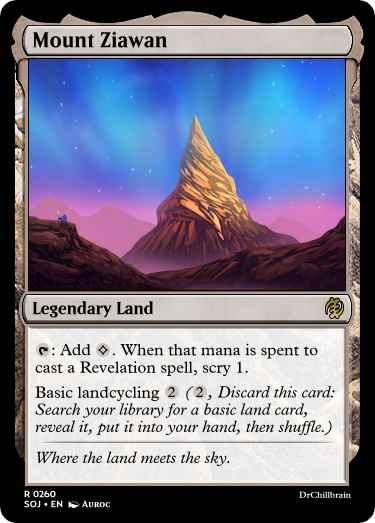 Mount Ziawan
Legendary Land
: Add . When that mana is spent to
cast a Revelation spell, scry 1.
Basic landcycling 2 (2, Discard this card:
Search your library for a basic land card,
reveal it, put it into your hand, then shuffle.)
Where the land meets the sky.
R 0260
DrChillbrain
SOJ • EN Auroc